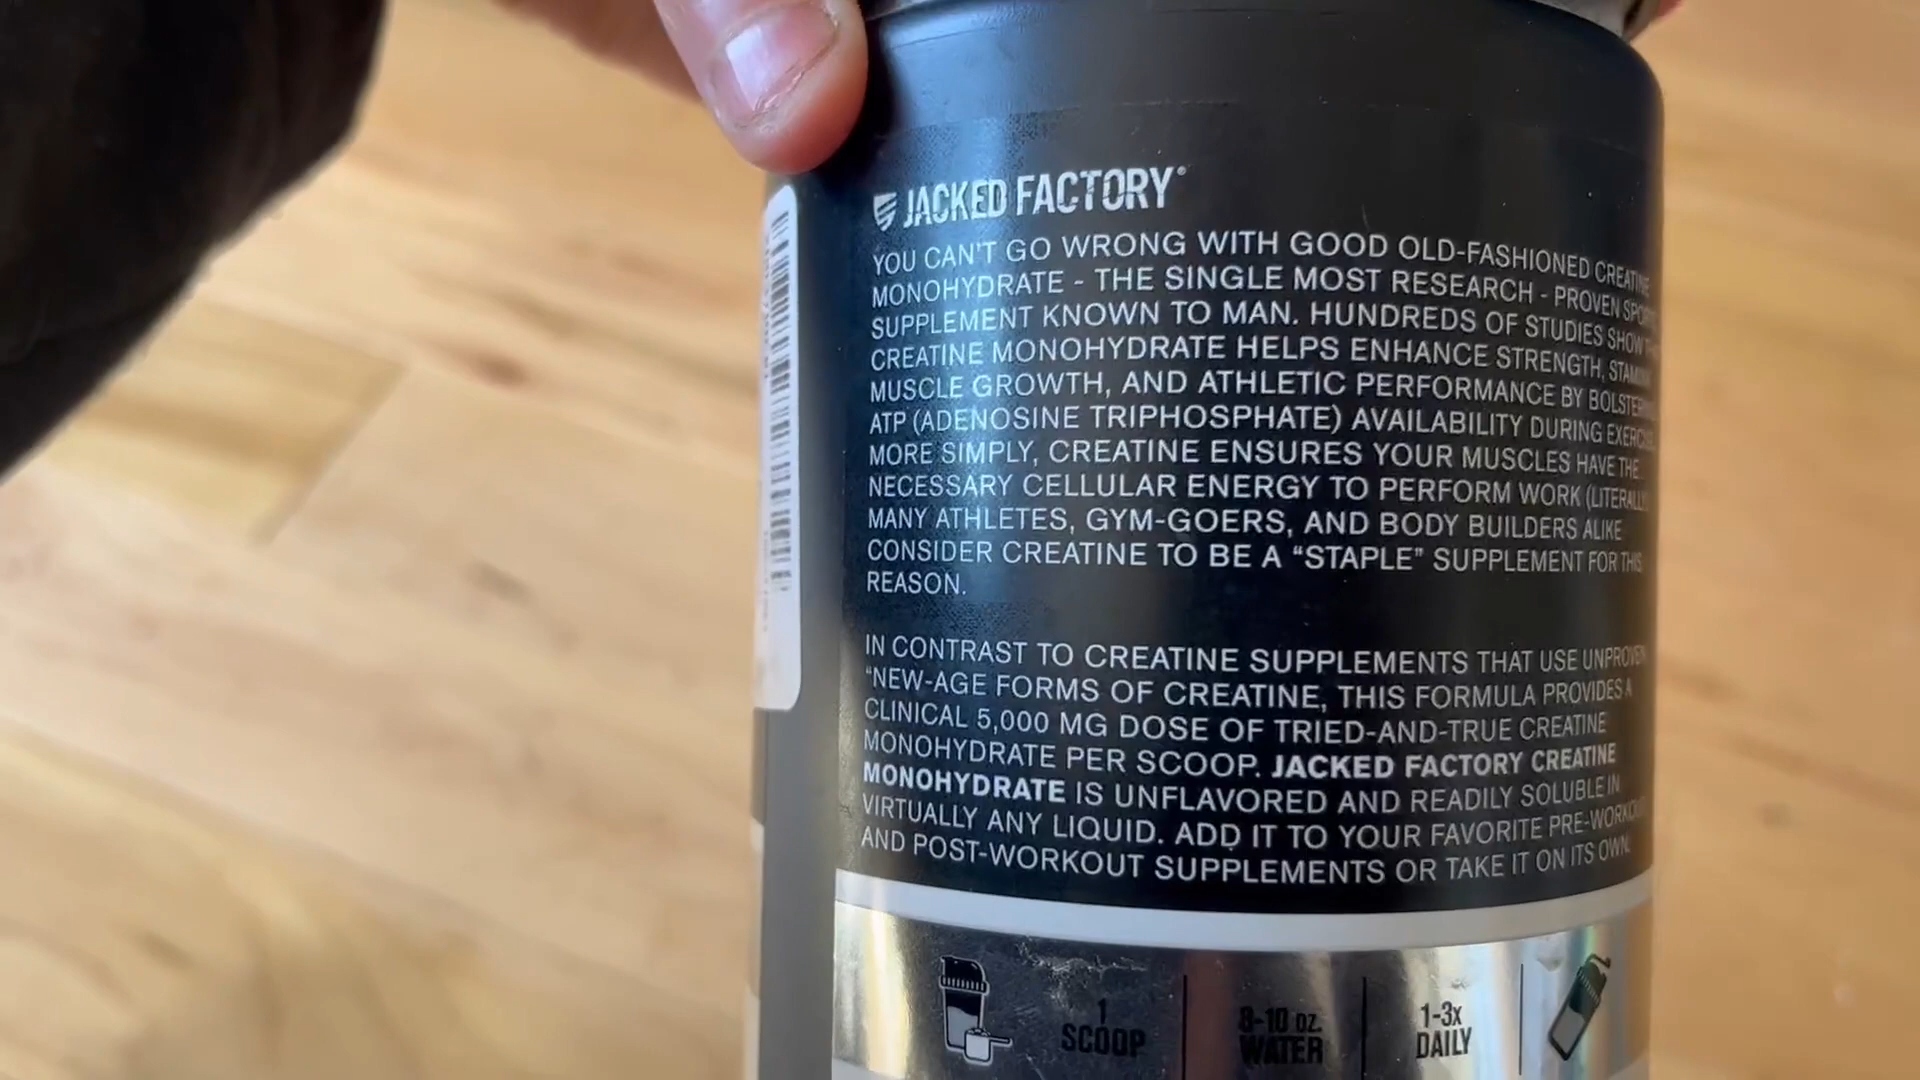 JACKED FACTORY®
YOU CAN'T GO WRONG WITH GOOD OLD-FASHIONED CREATINE
MONOHYDRATE - THE SINGLE MOST RESEARCH - PROVEN
SUPPLEMENT KNOWN TO MAN. HUNDREDS OF STUDIES SHOW
CREATINE MONOHYDRATE HELPS ENHANCE STRENGTH,
MUSCLE GROWTH, AND ATHLETIC PERFORMANCE BY
ATP (ADENOSINE TRIPHOSPHATE) AVAILABILITY DURING
MORE SIMPLY, CREATINE ENSURES YOUR MUSCLES HAVE THE
NECESSARY CELLULAR ENERGY TO PERFORM WORK (LITERALLY
MANY ATHLETES, GYM-GOERS, AND BODY BUILDERS ALIKE
CONSIDER CREATINE TO BE A “STAPLE” SUPPLEMENT FOR THIS
REASON.
IN CONTRAST TO CREATINE SUPPLEMENTS THAT USE UNPROVEN
“NEW-AGE FORMS OF CREATINE, THIS FORMULA PROVIDES A
CLINICAL 5,000 MG DOSE OF TRIED-AND-TRUE CREATINE
MONOHYDRATE PER SCOOP. JACKED FACTORY CREATINE
MONOHYDRATE IS UNFLAVORED AND READILY SOLUBLE IN
VIRTUALLY ANY LIQUID. ADD IT TO YOUR FAVORITE PRE-WORKOUT
AND POST-WORKOUT SUPPLEMENTS OR TAKE IT ON ITS OWN.
1 SCOOP
8-10 OZ. WATER
1-3x DAILY